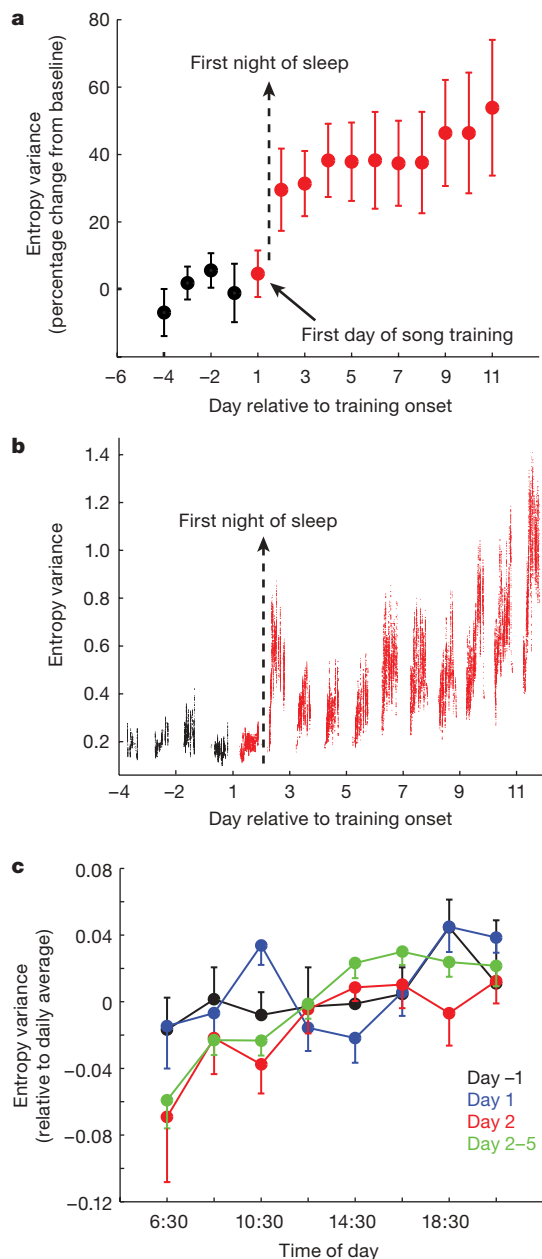 a
80
60
40
20
0
Entropy variance
(percentage change from baseline)
First night of sleep
First day of song training
−6 −4 −2 1 3 5 7 9 11
Day relative to training onset
b
1.4
1.2
1.0
0.8
0.6
0.4
0.2
Entropy variance
First night of sleep
−4 −2 1 3 5 7 9 11
Day relative to training onset
c
0.08
0.04
0
−0.04
−0.08
−0.12
Entropy variance
(relative to daily average)
Day −1
Day 1
Day 2
Day 2–5
6:30 10:30 14:30 18:30
Time of day